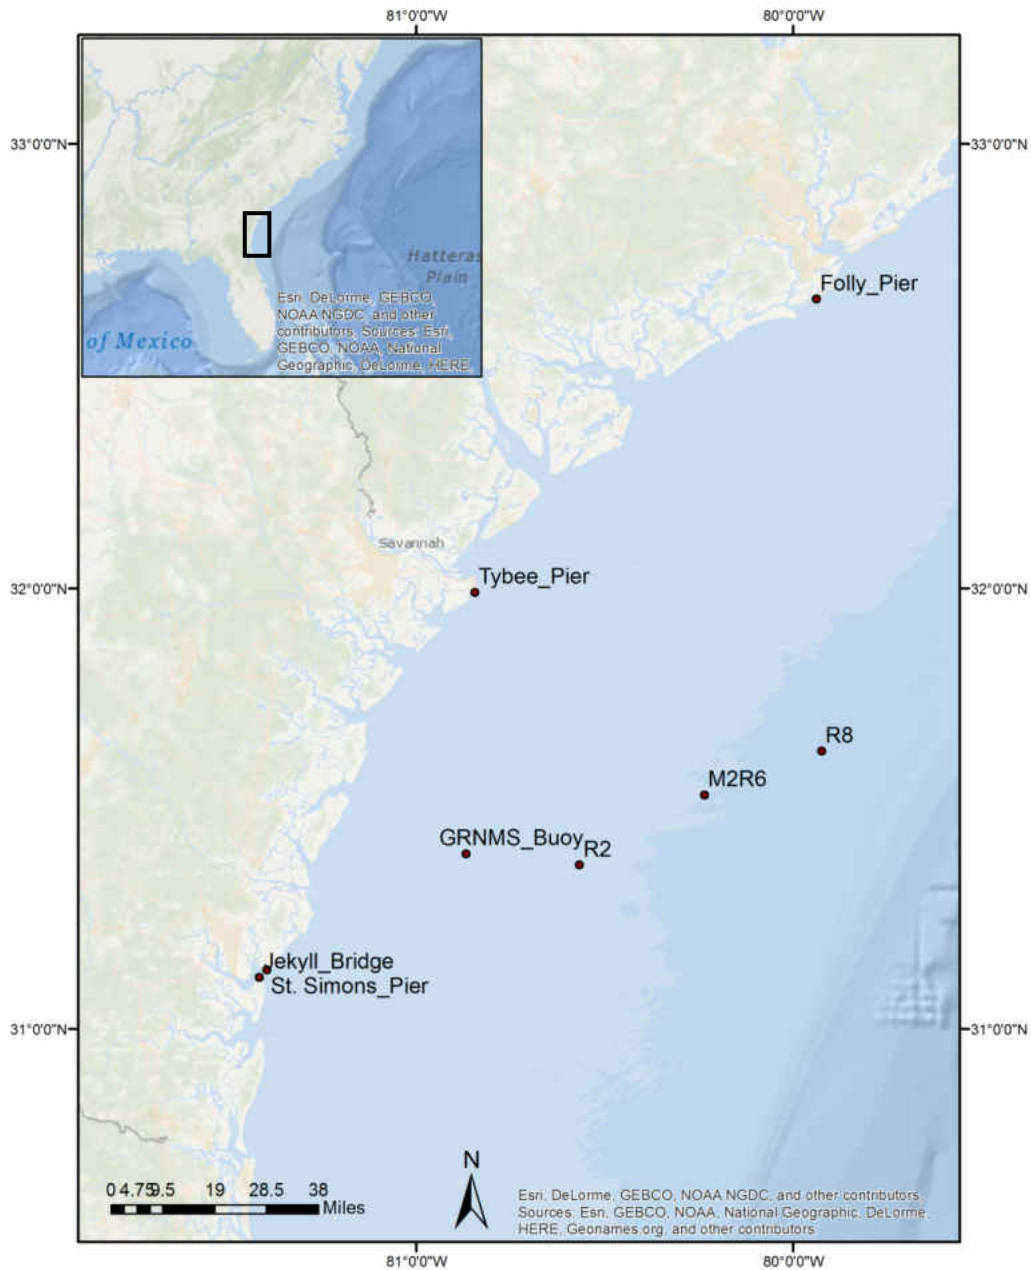 81°0'0"W 80°0'0"W
33°0'0"N 33°0'0"N
Hatteras
Plain
of Mexico
Esri, DeLorme, GEBCO,
NOAA NGDC, and other
contributors, Sources: Esri,
GEBCO, NOAA, National
Geographic, DeLorme, HERE,
Folly_Pier
Savannah
Tybee_Pier
32°0'0"N 32°0'0"N
R8
M2R6
GRNMS_Buoy
R2
Jekyll_Bridge
St. Simons_Pier
31°0'0"N 31°0'0"N
N
0 4.75 9.5 19 28.5 38
Miles
Esri, DeLorme, GEBCO, NOAA NGDC, and other contributors,
Sources: Esri, GEBCO, NOAA, National Geographic, DeLorme,
HERE, Geonames.org, and other contributors
81°0'0"W 80°0'0"W